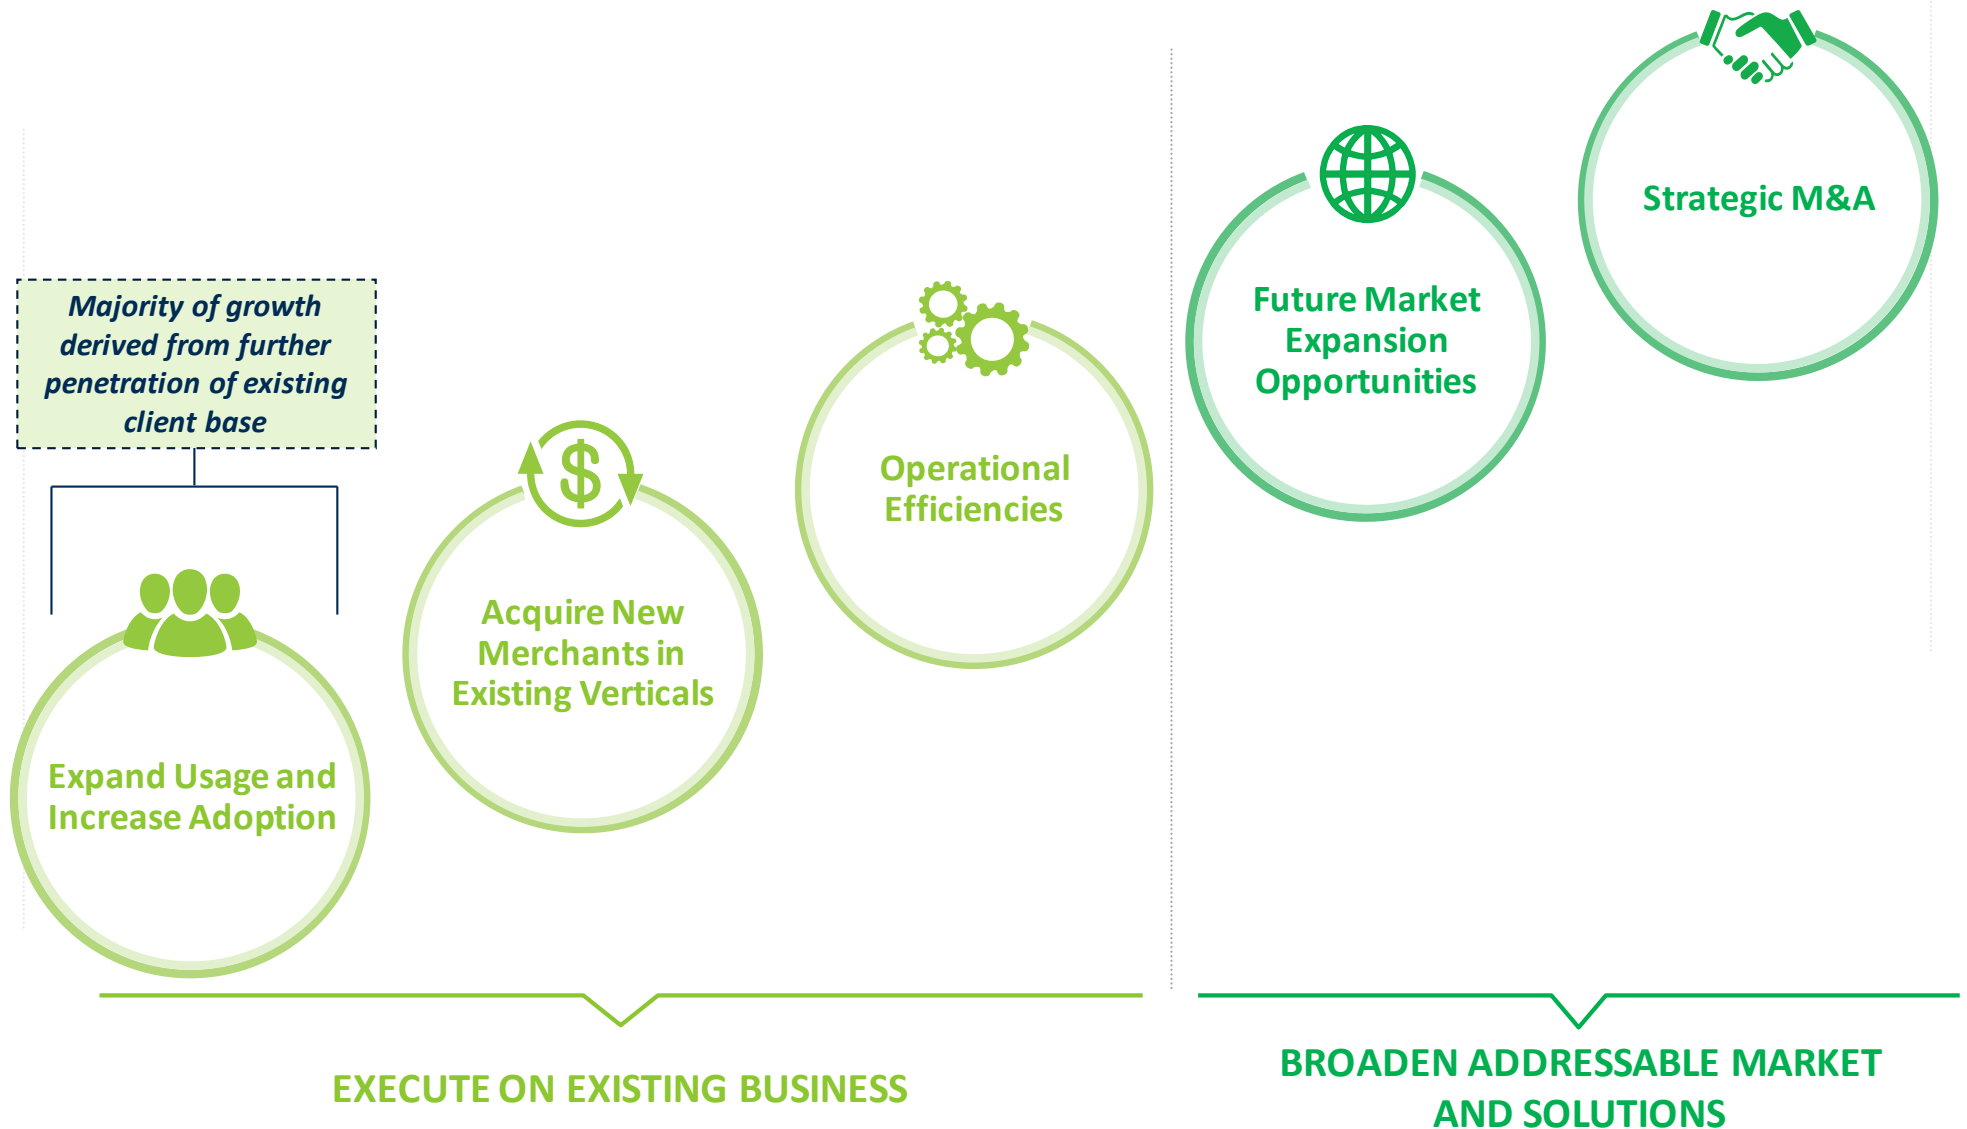 Majority of growth
derived from further
penetration of existing
client base
Expand Usage and
Increase Adoption
$
Acquire New
Merchants in
Existing Verticals
Operational
Efficiencies
Future Market
Expansion
Opportunities
Strategic M&A
EXECUTE ON EXISTING BUSINESS
BROADEN ADDRESSABLE MARKET
AND SOLUTIONS